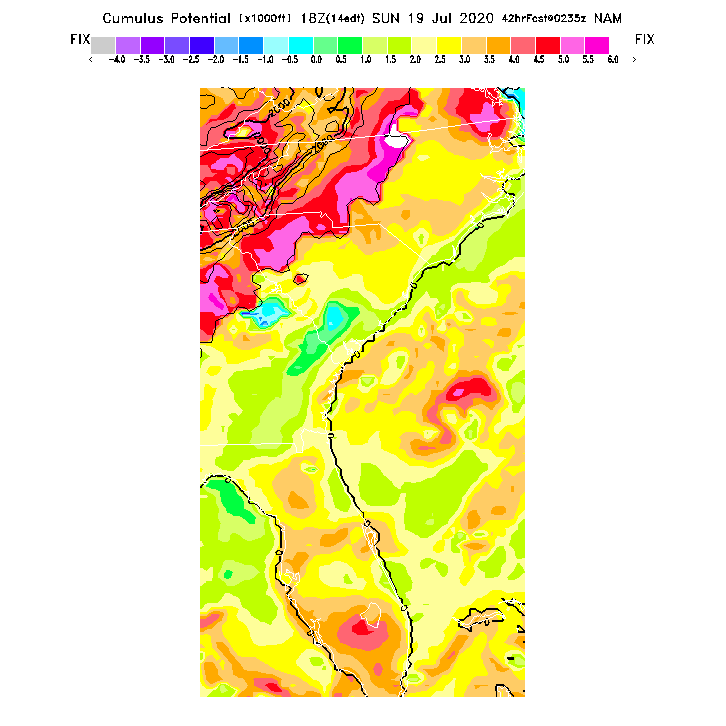 Cumulus Potential [x1000ft] 18Z(14edt) SUN 19 Jul 2020 42hrFcst@0235z NAM
FIX FIX
< -4.0 -3.5 -3.0 -2.5 -2.0 -1.5 -1.0 -0.5 0.0 0.5 1.0 1.5 2.0 2.5 3.0 3.5 4.0 4.5 5.0 5.5 6.0 >
2000